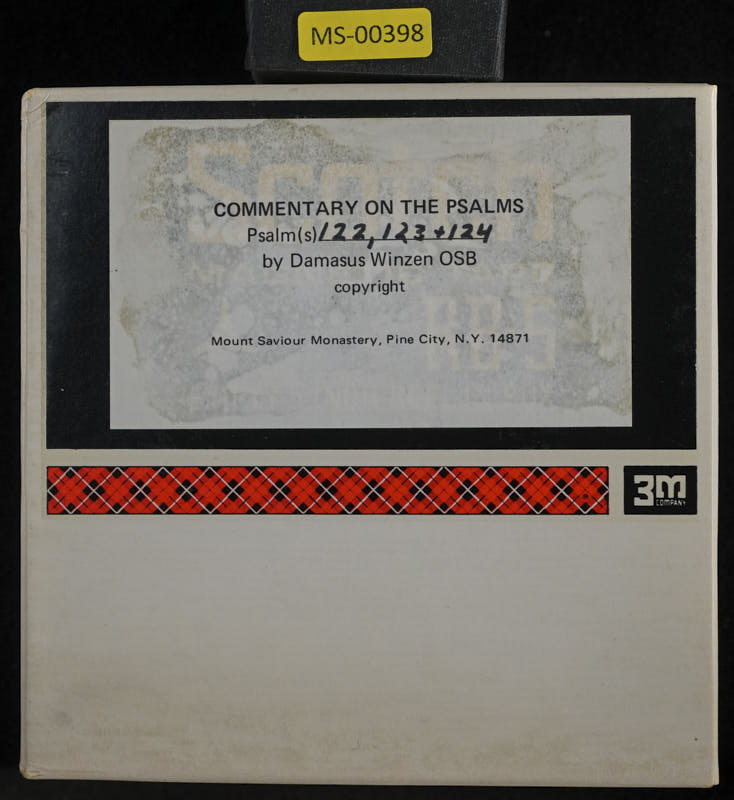 MS-00398
Scotch
COMMENTARY ON THE PSALMS
Psalm(s) 122, 123 + 124
by Damasus Winzen OSB
copyright
Mount Saviour Monastery, Pine City, N.Y. 14871
3M
COMPANY